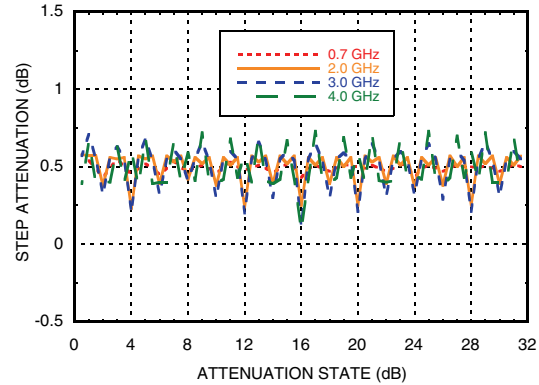 1.5
1
0.5
0
-0.5
STEP ATTENUATION (dB)
0.7 GHz
2.0 GHz
3.0 GHz
4.0 GHz
0 4 8 12 16 20 24 28 32
ATTENUATION STATE (dB)